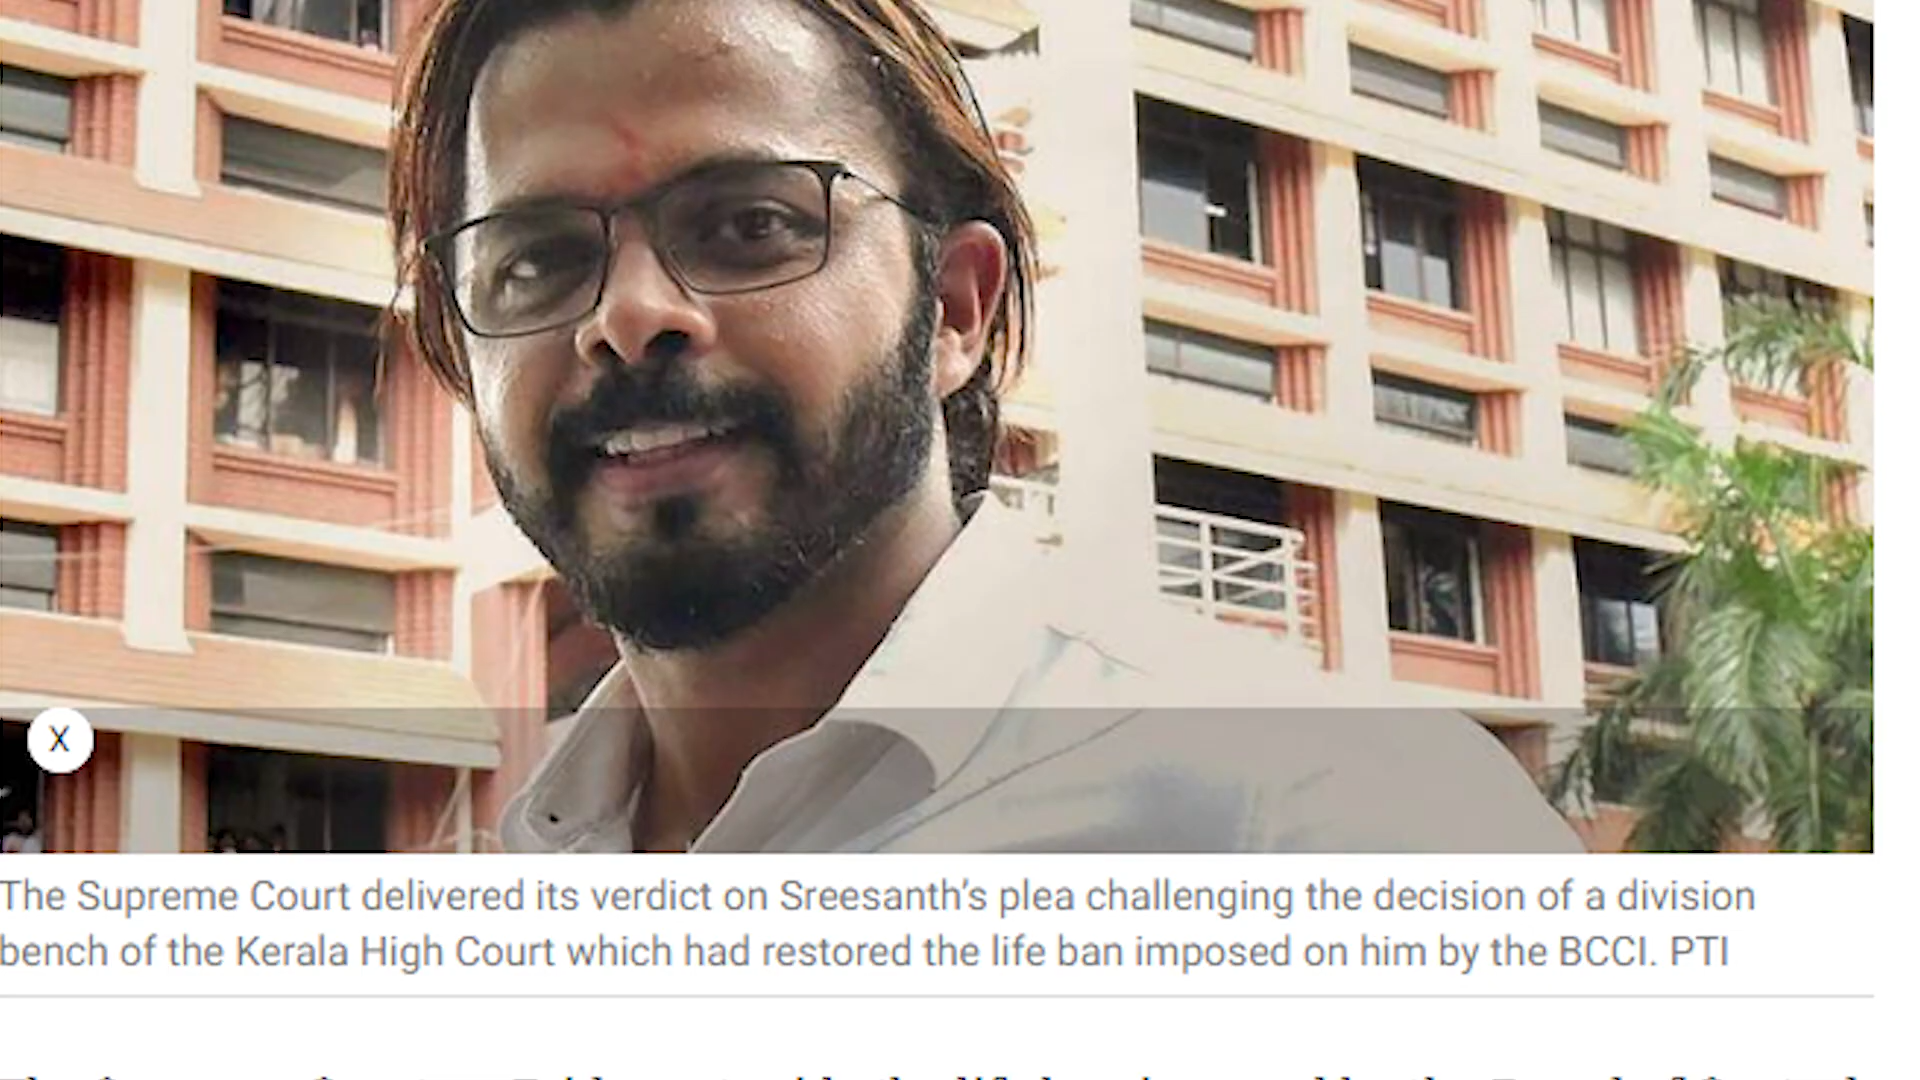 X
The Supreme Court delivered its verdict on Sreesanth’s plea challenging the decision of a division
bench of the Kerala High Court which had restored the life ban imposed on him by the BCCI. PTI